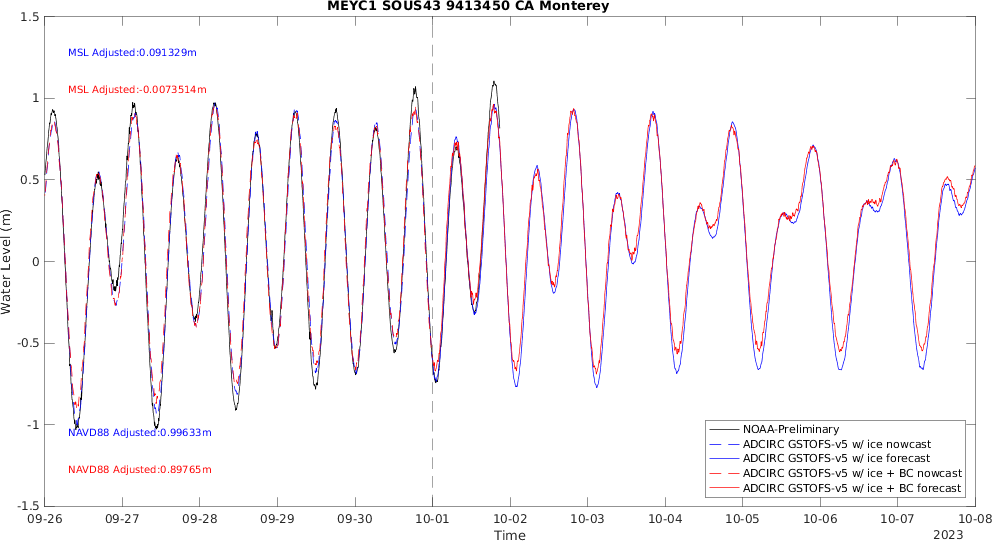 MEYC1 SOUS43 9413450 CA Monterey
1.5
1
0.5
0
-0.5
-1
-1.5
Water Level (m)
MSL Adjusted:0.091329m
MSL Adjusted:-0.0073514m
NAVD88 Adjusted:0.99633m
NAVD88 Adjusted:0.89765m
NOAA-Preliminary
ADCIRC GSTOFS-v5 w/ ice nowcast
ADCIRC GSTOFS-v5 w/ ice forecast
ADCIRC GSTOFS-v5 w/ ice + BC nowcast
ADCIRC GSTOFS-v5 w/ ice + BC forecast
09-26 09-27 09-28 09-29 09-30 10-01 10-02 10-03 10-04 10-05 10-06 10-07 10-08
Time
2023